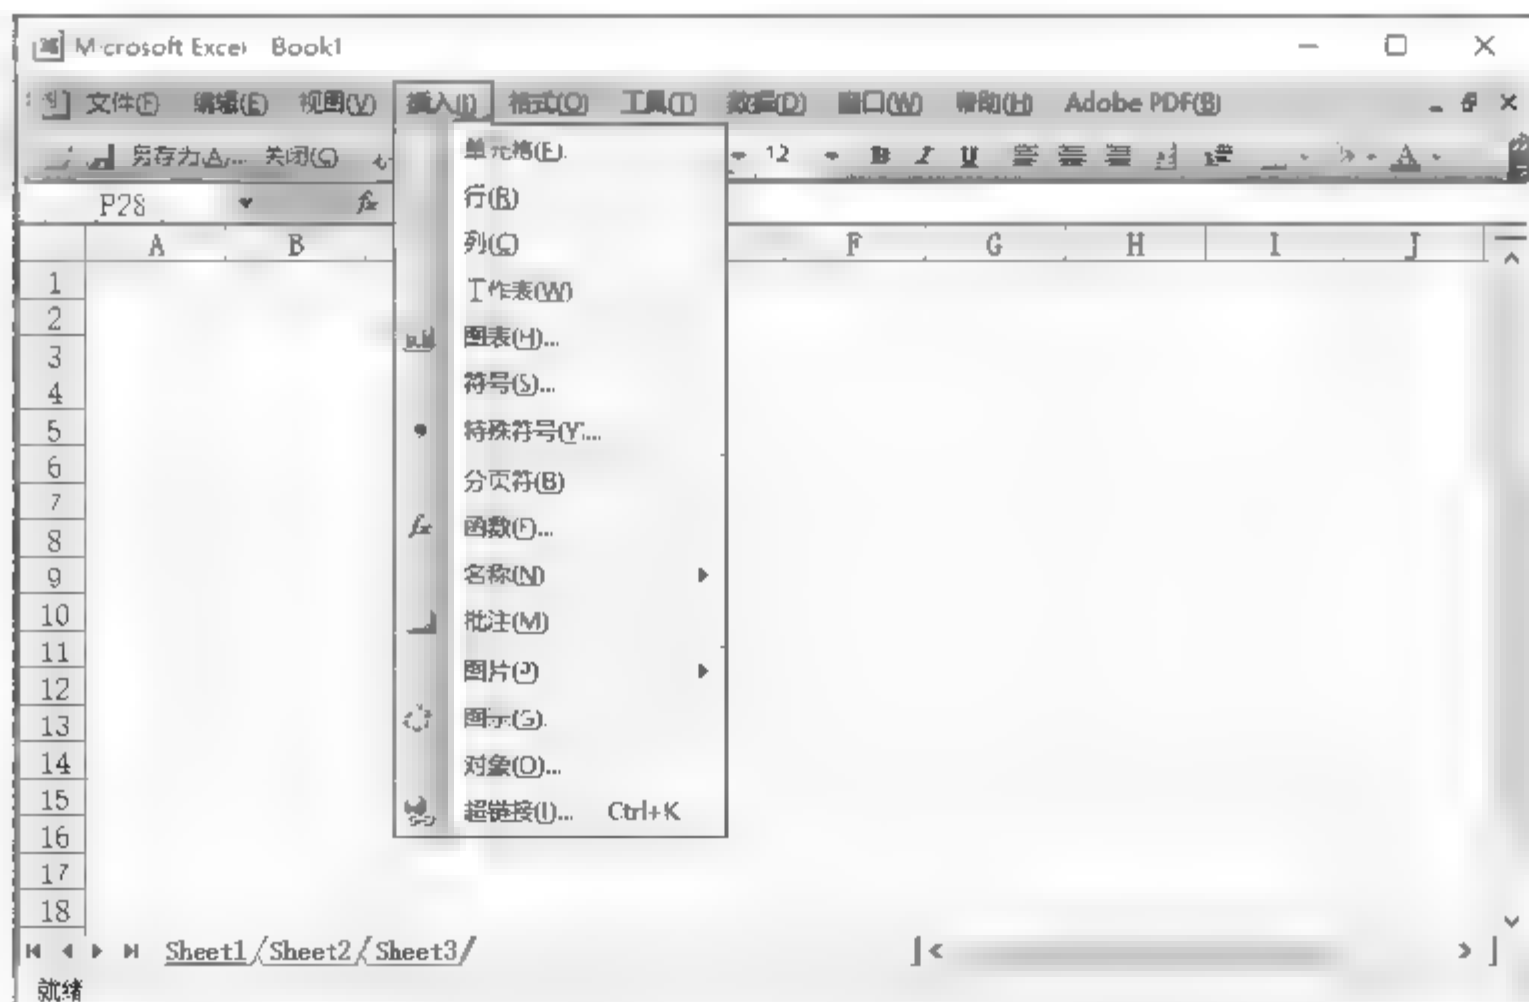 Microsoft Excel Book1
文件(F) 编辑(E) 视图(V) 插入(I) 格式(O) 工具(T) 数据(D) 窗口(W) 帮助(H) Adobe PDF(B)
另存为(A)... 关闭(C) 12 B I U A
P28 fx
A B F G H I J
单元格(E)...
行(R)
列(C)
工作表(W)
图表(H)...
符号(S)...
特殊符号(Y)...
分页符(B)
fx 函数(F)...
名称(N)
批注(M)
图片(P)
图示(G)...
对象(O)...
超链接(I)... Ctrl+K
1
2
3
4
5
6
7
8
9
10
11
12
13
14
15
16
17
18
Sheet1/Sheet2/Sheet3/
就绪